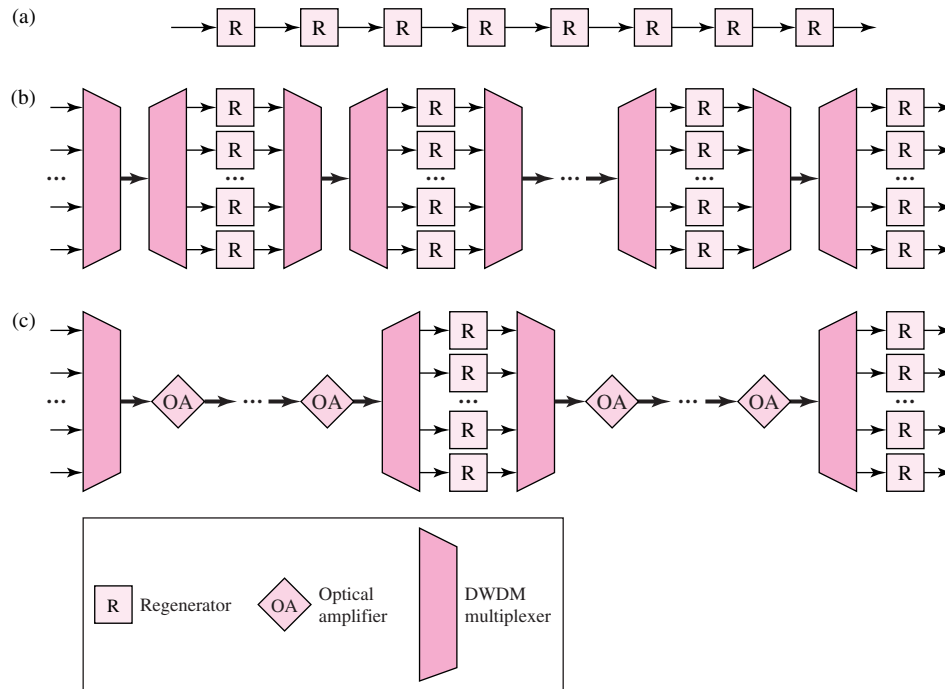 (a)
R R R R R R R R
(b)
R R R R
R R R R
... ... ... ... ... ...
R R R R
R R R R
(c)
R R
R R
... OA ... OA ... OA ... OA ...
R R
R R
R Regenerator
OA Optical
amplifier
DWDM
multiplexer